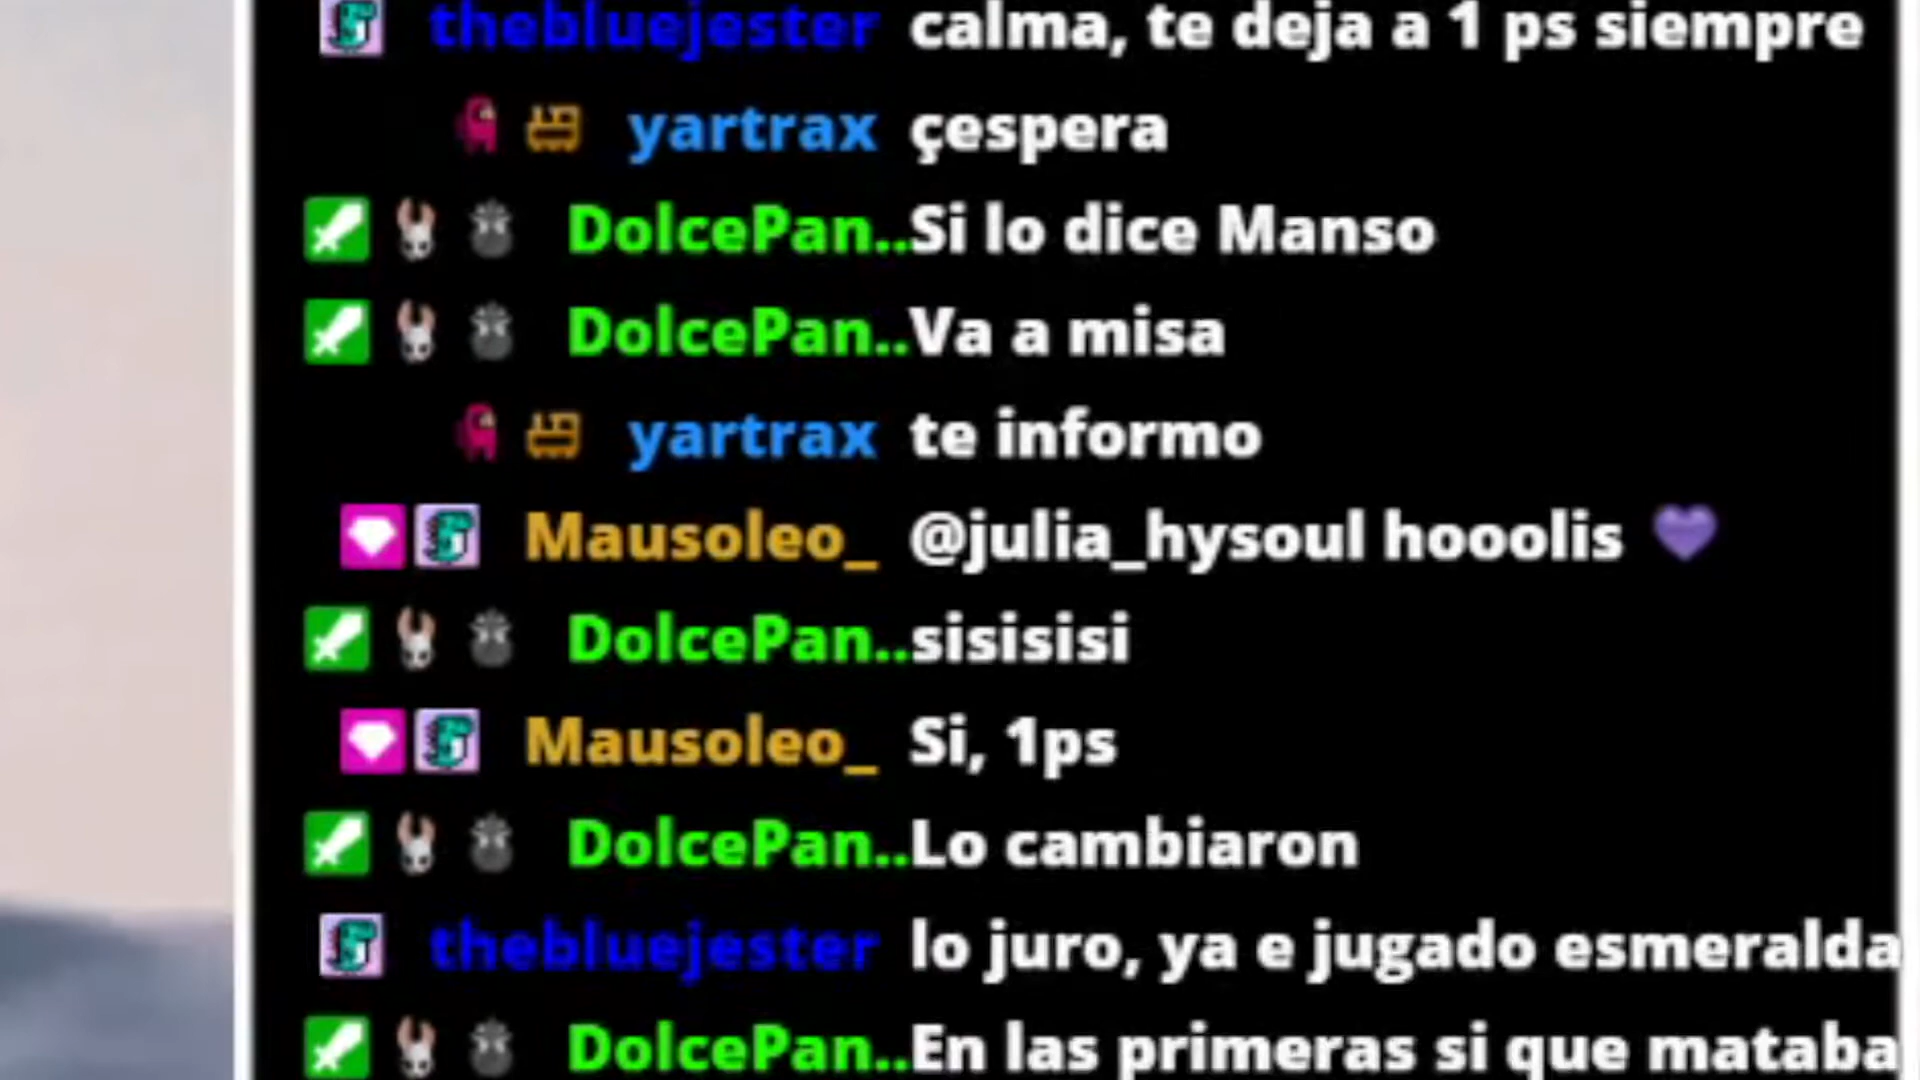 thebluejester calma, te deja a 1 ps siempre
yartrax çespera
DolcePan.. Si lo dice Manso
DolcePan.. Va a misa
yartrax te informo
Mausoleo_ @julia_hysoul hooolis 💜
DolcePan.. sisisisi
Mausoleo_ Si, 1ps
DolcePan.. Lo cambiaron
thebluejester lo juro, ya e jugado esmeralda
DolcePan.. En las primeras si que mataba